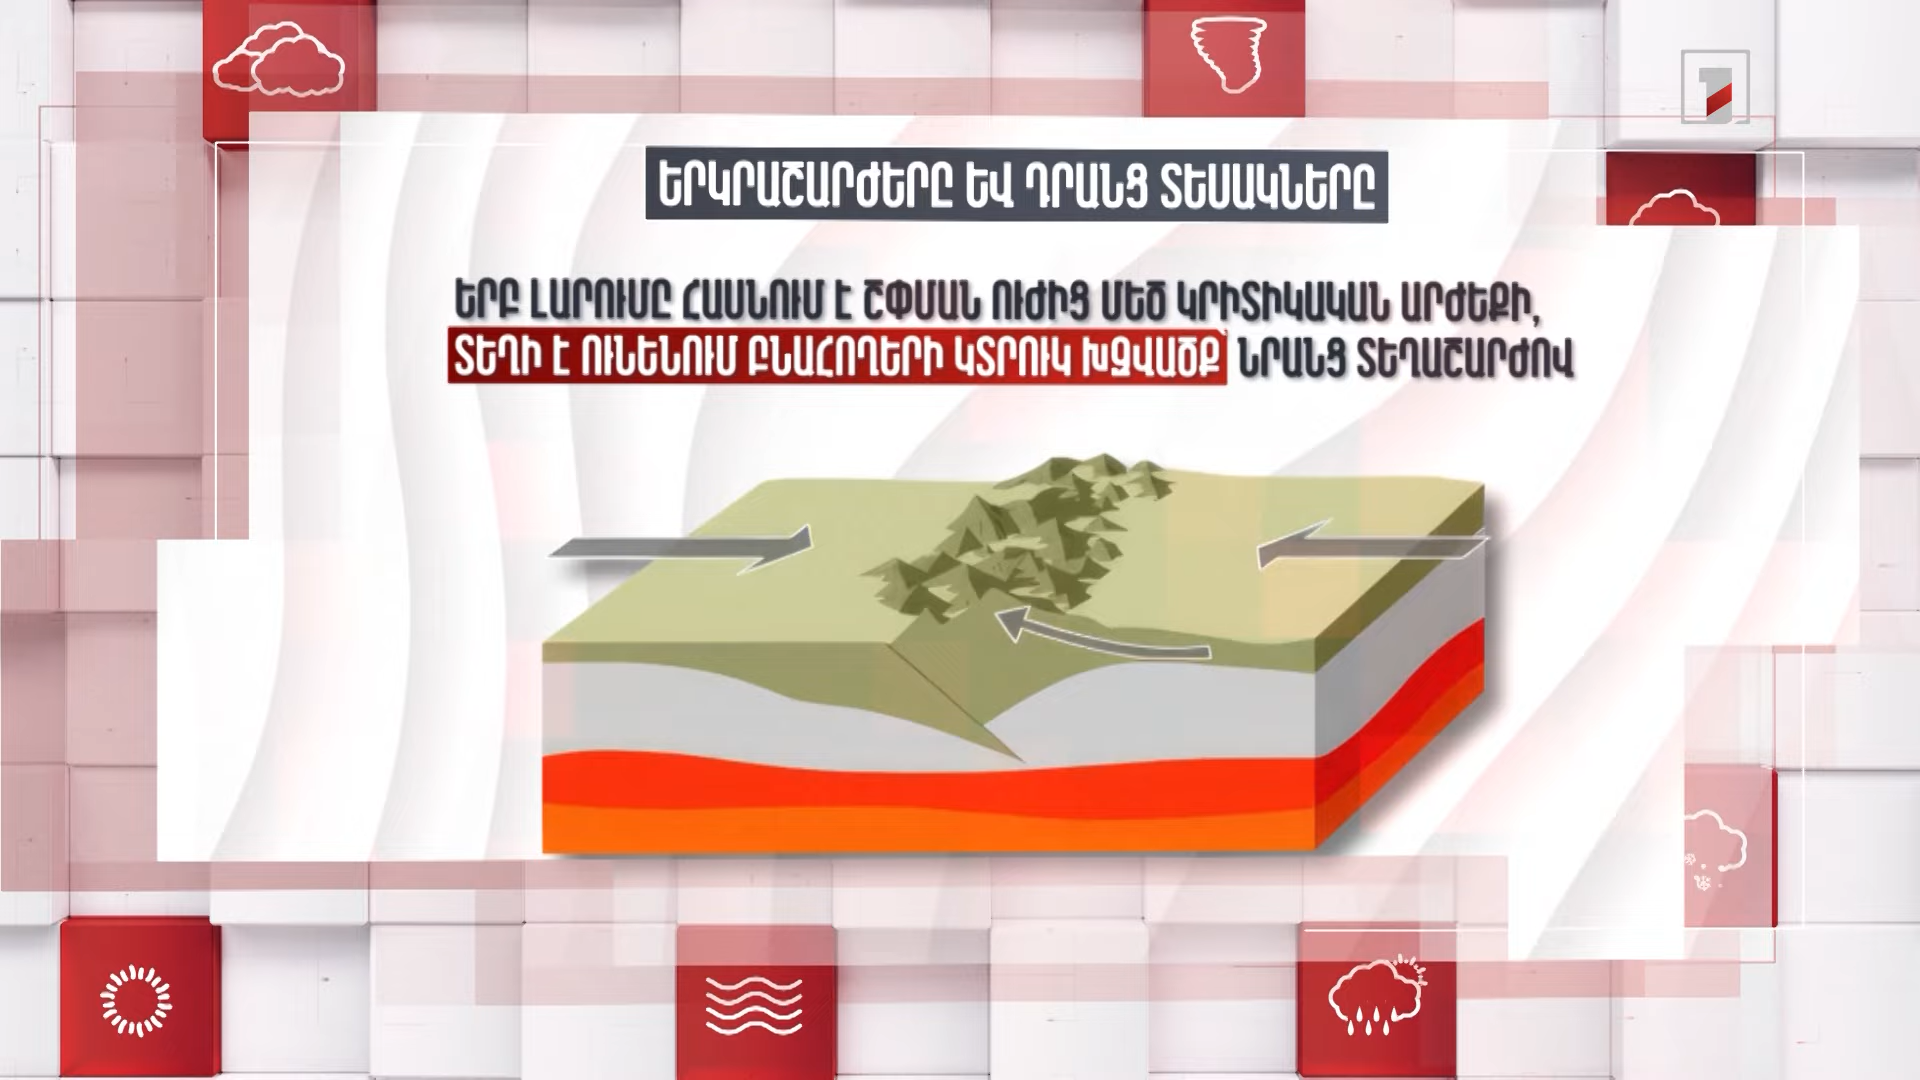 ԵՐԿՐԱՇԱՐԺԵՐԸ ԵՎ ԴՐԱՆՑ ՏԵՍԱԿՆԵՐԸ
ԵՐԲ ԼԱՐՈՒՄԸ ՀԱՍՆՈՒՄ Է ՇՓՄԱՆ ՈՒԺԻՑ ՄԵԾ ԿՐԻՏԻԿԱԿԱՆ ԱՐԺԵՔԻ,
ՏԵՂԻ Է ՈՒՆԵՆՈՒՄ ԲՆԱՀՈՂԵՐԻ ԿՏՐՈՒԿ ԽԶՎԱԾՔ ՆՐԱՆՑ ՏԵՂԱՇԱՐԺՈՎ
1